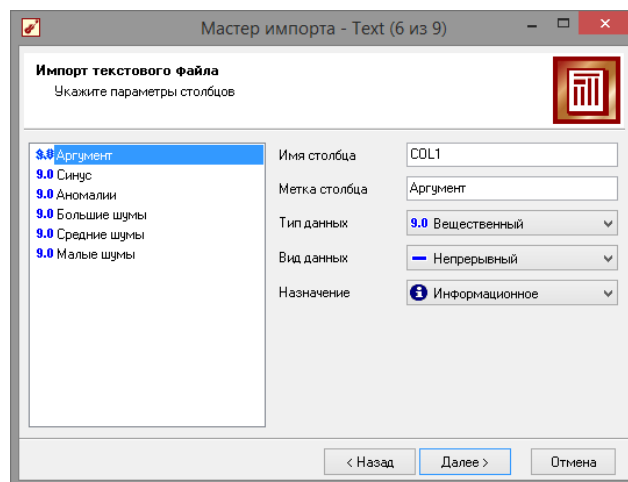 Мастер импорта - Text (6 из 9)
Импорт текстового файла
Укажите параметры столбцов
9.0 Аргумент
9.0 Синус
9.0 Аномалии
9.0 Большие шумы
9.0 Средние шумы
9.0 Малые шумы
Имя столбца COL1
Метка столбца Аргумент
Тип данных 9.0 Вещественный
Вид данных Непрерывный
Назначение Информационное
< Назад Далее > Отмена